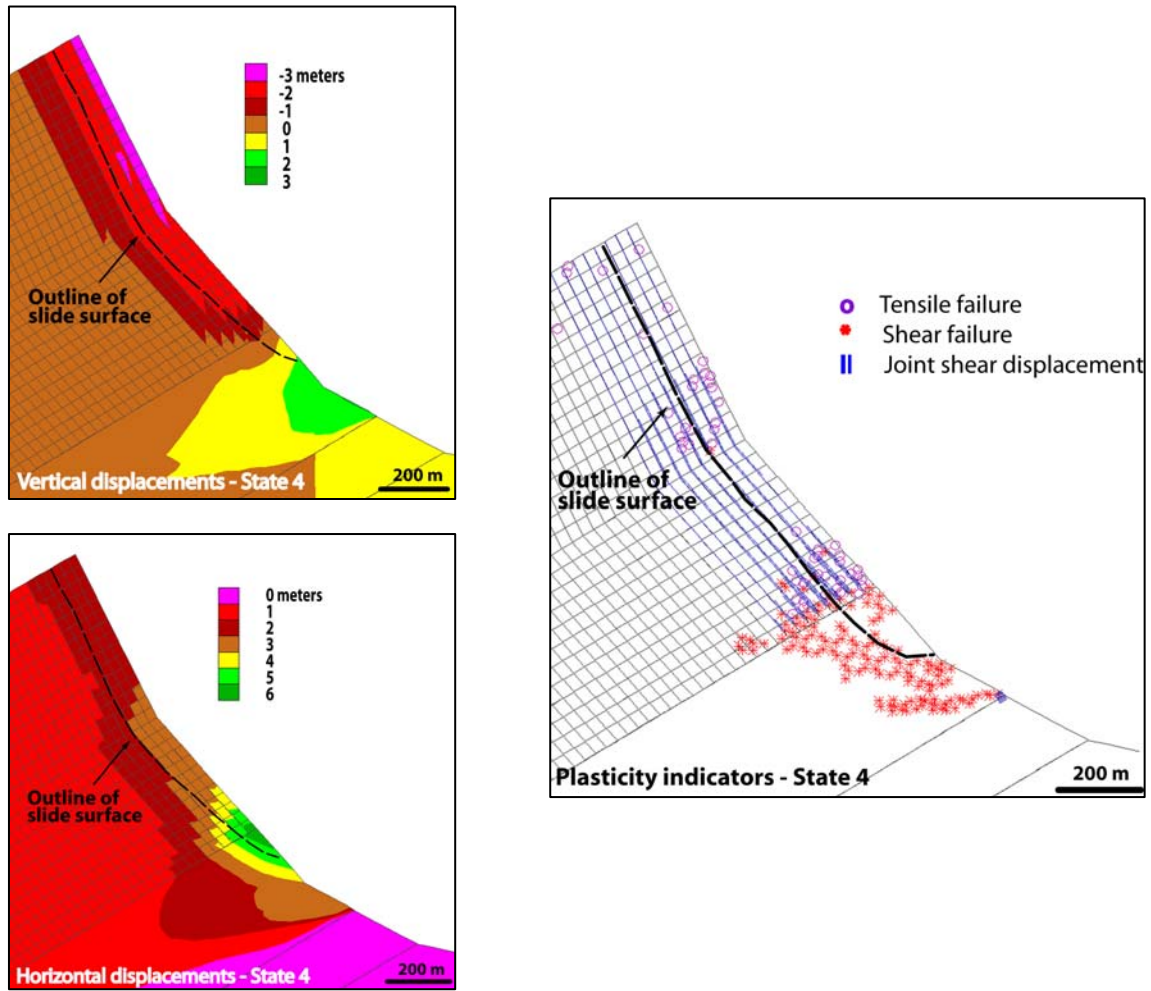 -3 meters
-2
-1
0
1
2
3
Outline of
slide surface
Vertical displacements - State 4
200 m
0 meters
1
2
3
4
5
6
Outline of
slide surface
Horizontal displacements - State 4
200 m
Tensile failure
Shear failure
Joint shear displacement
Outline of
slide surface
Plasticity indicators - State 4
200 m